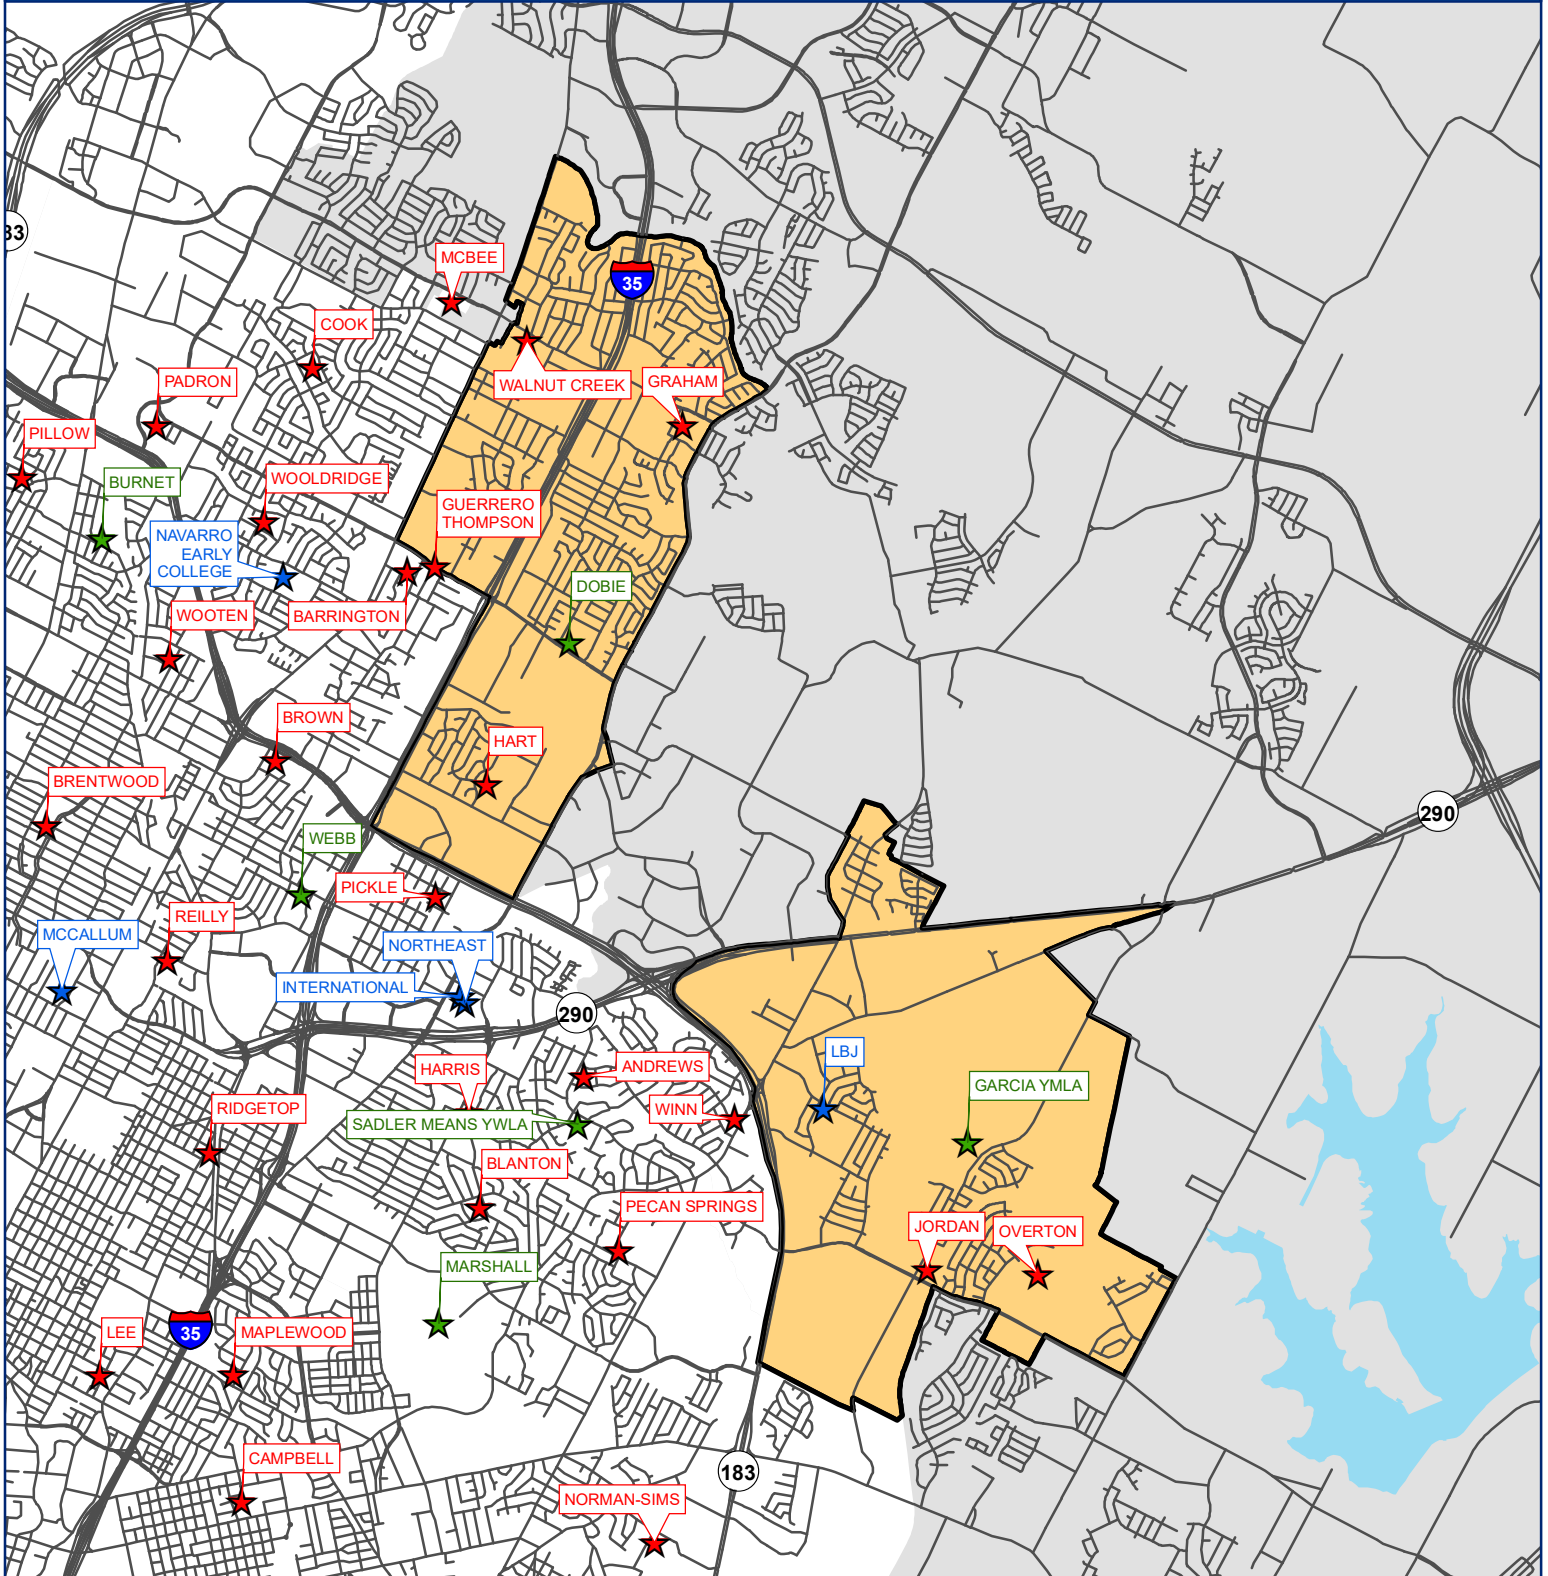 33
MCBEE
35
COOK
PADRON
WALNUT CREEK
GRAHAM
PILLOW
BURNET
WOOLDRIDGE
GUERRERO
THOMPSON
NAVARRO
EARLY
COLLEGE
DOBIE
WOOTEN
BARRINGTON
BROWN
HART
BRENTWOOD
290
WEBB
PICKLE
REILLY
MCCALLUM
NORTHEAST
INTERNATIONAL
290
LBJ
HARRIS
ANDREWS
GARCIA YMLA
RIDGETOP
WINN
SADLER MEANS YWLA
BLANTON
PECAN SPRINGS
JORDAN
OVERTON
MARSHALL
35
LEE
MAPLEWOOD
CAMPBELL
183
NORMAN-SIMS